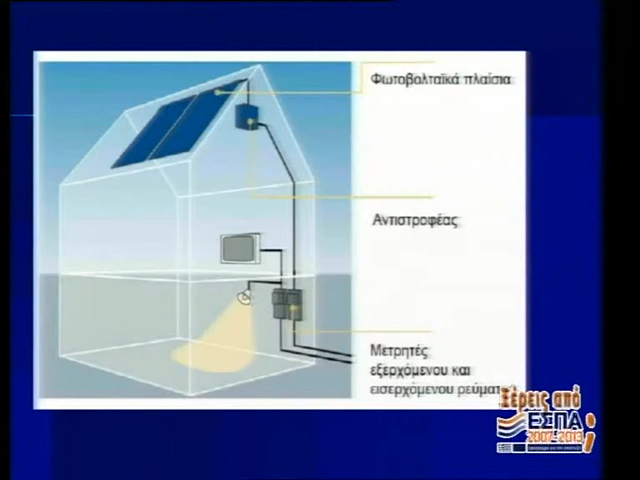 Φωτοβολταϊκά πλαίσια
Αντιστροφέας
Μετρητές
εξερχόμενου και
εισερχόμενου ρεύματος
Ξέρεις από
ΕΣΠΑ
2007-2013